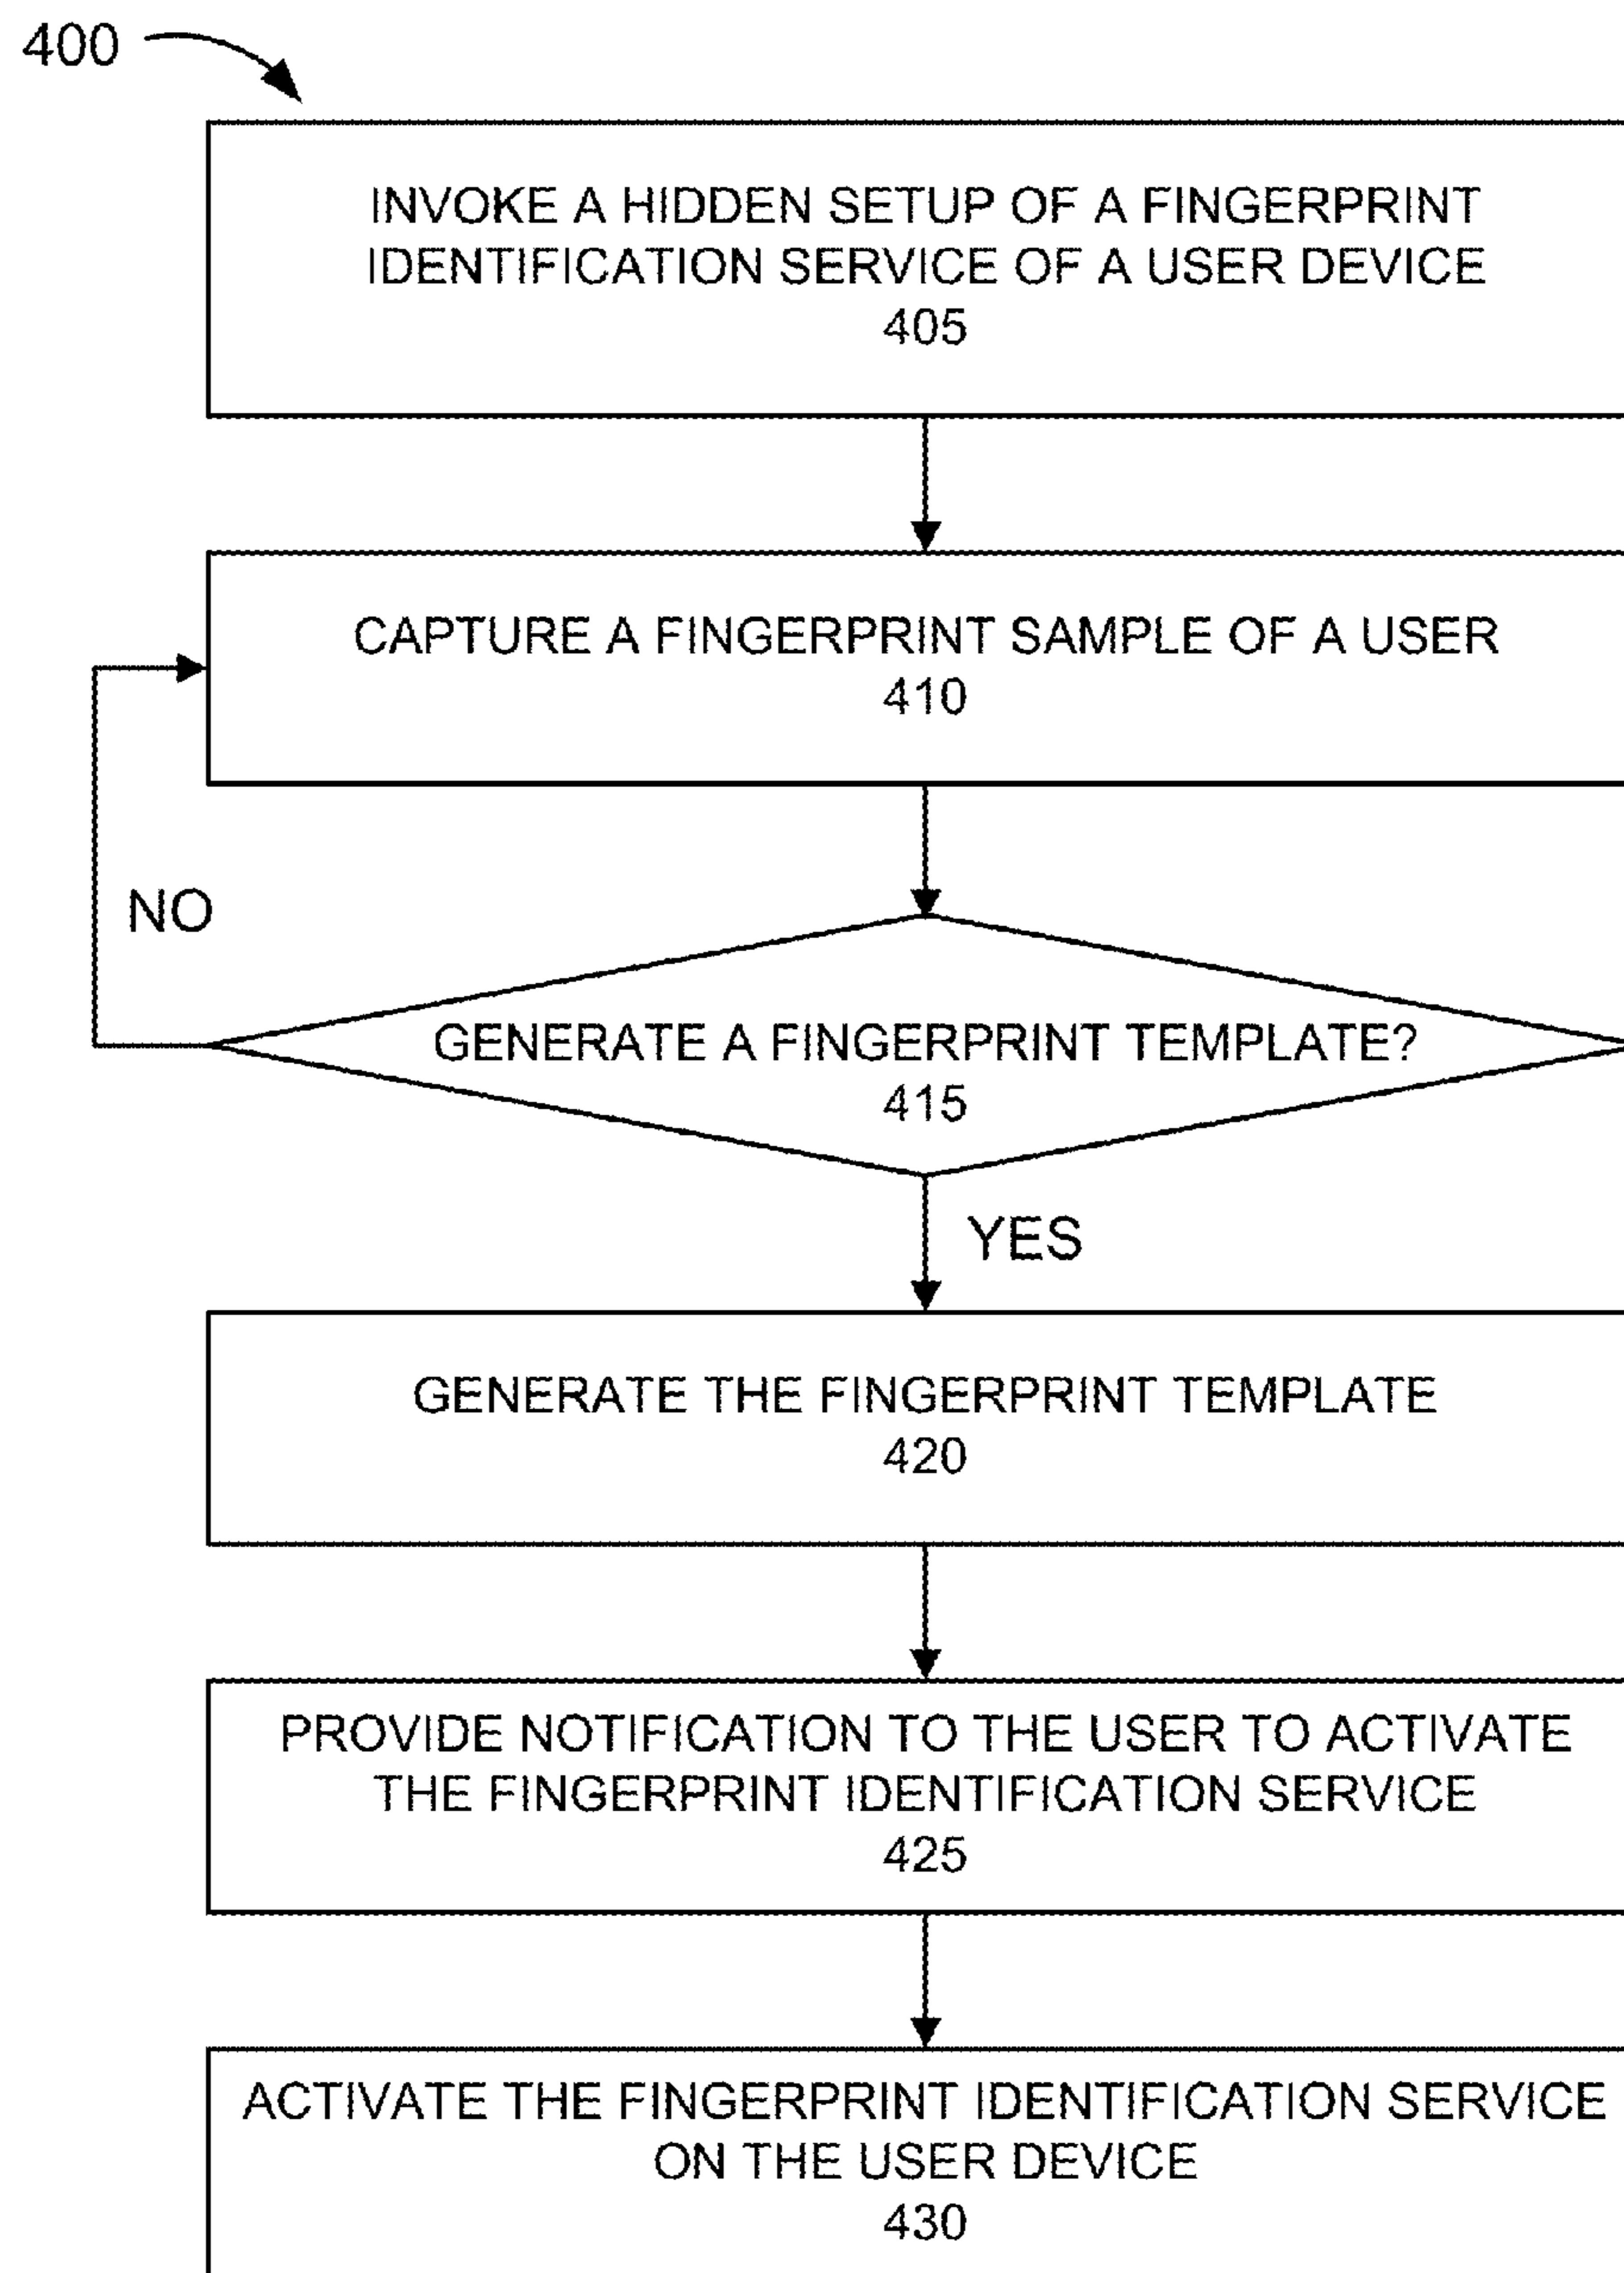 400
INVOKE A HIDDEN SETUP OF A FINGERPRINT
IDENTIFICATION SERVICE OF A USER DEVICE
405
CAPTURE A FINGERPRINT SAMPLE OF A USER
410
NO
GENERATE A FINGERPRINT TEMPLATE?
415
YES
GENERATE THE FINGERPRINT TEMPLATE
420
PROVIDE NOTIFICATION TO THE USER TO ACTIVATE
THE FINGERPRINT IDENTIFICATION SERVICE
425
ACTIVATE THE FINGERPRINT IDENTIFICATION SERVICE
ON THE USER DEVICE
430